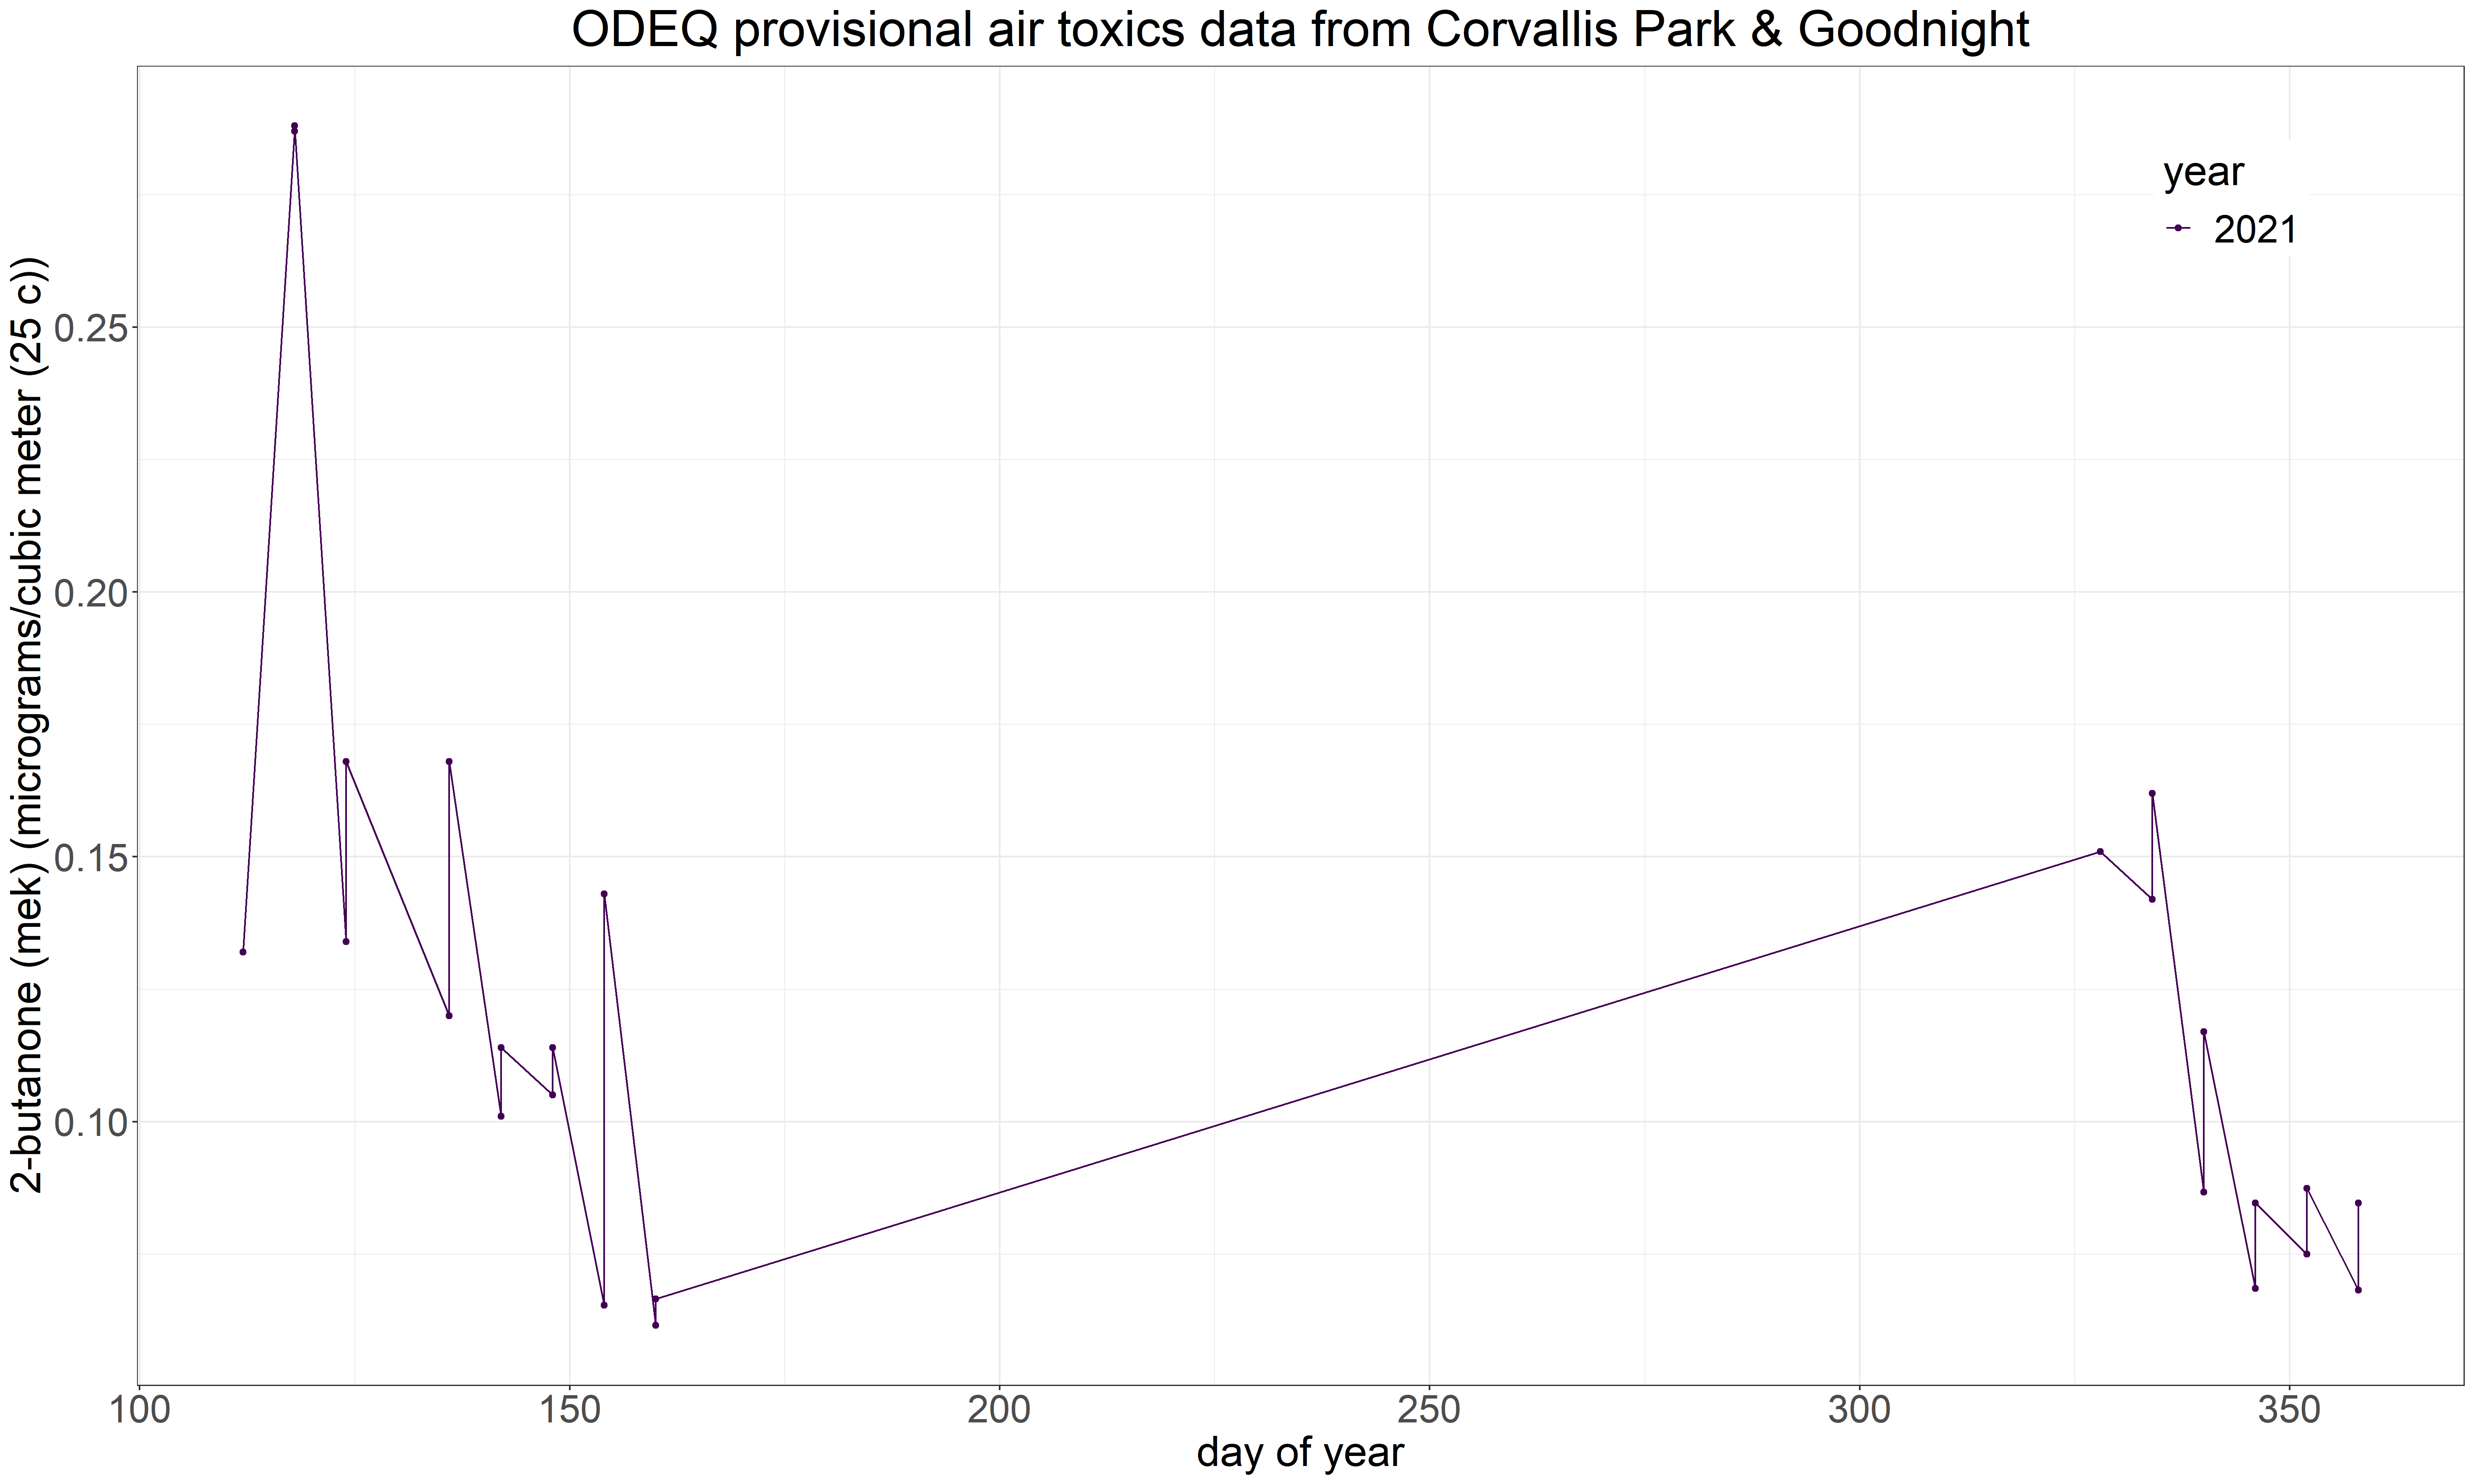 ODEQ provisional air toxics data from Corvallis Park & Goodnight
year
2021
2-butanone (mek) (micrograms/cubic meter (25 c))
0.25
0.20
0.15
0.10
100 150 200 250 300 350
day of year